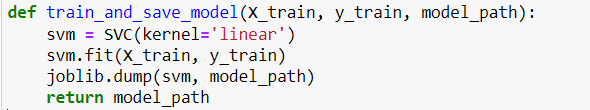 def train_and_save_model(X_train, y_train, model_path):
    svm = SVC(kernel='linear')
    svm.fit(X_train, y_train)
    joblib.dump(svm, model_path)
    return model_path